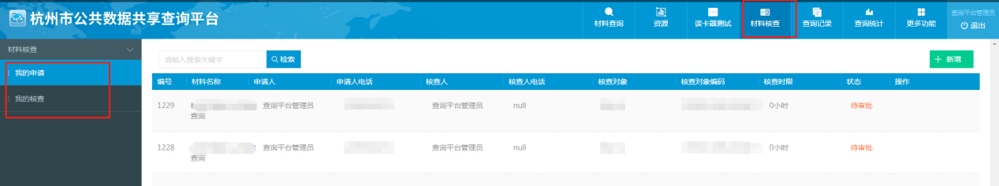 杭州市公共数据共享查询平台
材料查询 资源 读卡器测试 材料核查 查询记录 查询统计 更多功能
查询平台管理员
退出
材料核查
我的申请
我的核查
请输入搜索关键字 检索 新增
编号 材料名称 申请人 申请人电话 核查人 核查人电话 核查对象 核查对象编码 核查时限 状态 操作
1229 查询平台管理员 查询平台管理员 null 0小时 待审批
查询
1228 查询平台管理员 查询平台管理员 null 0小时 待审批
查询